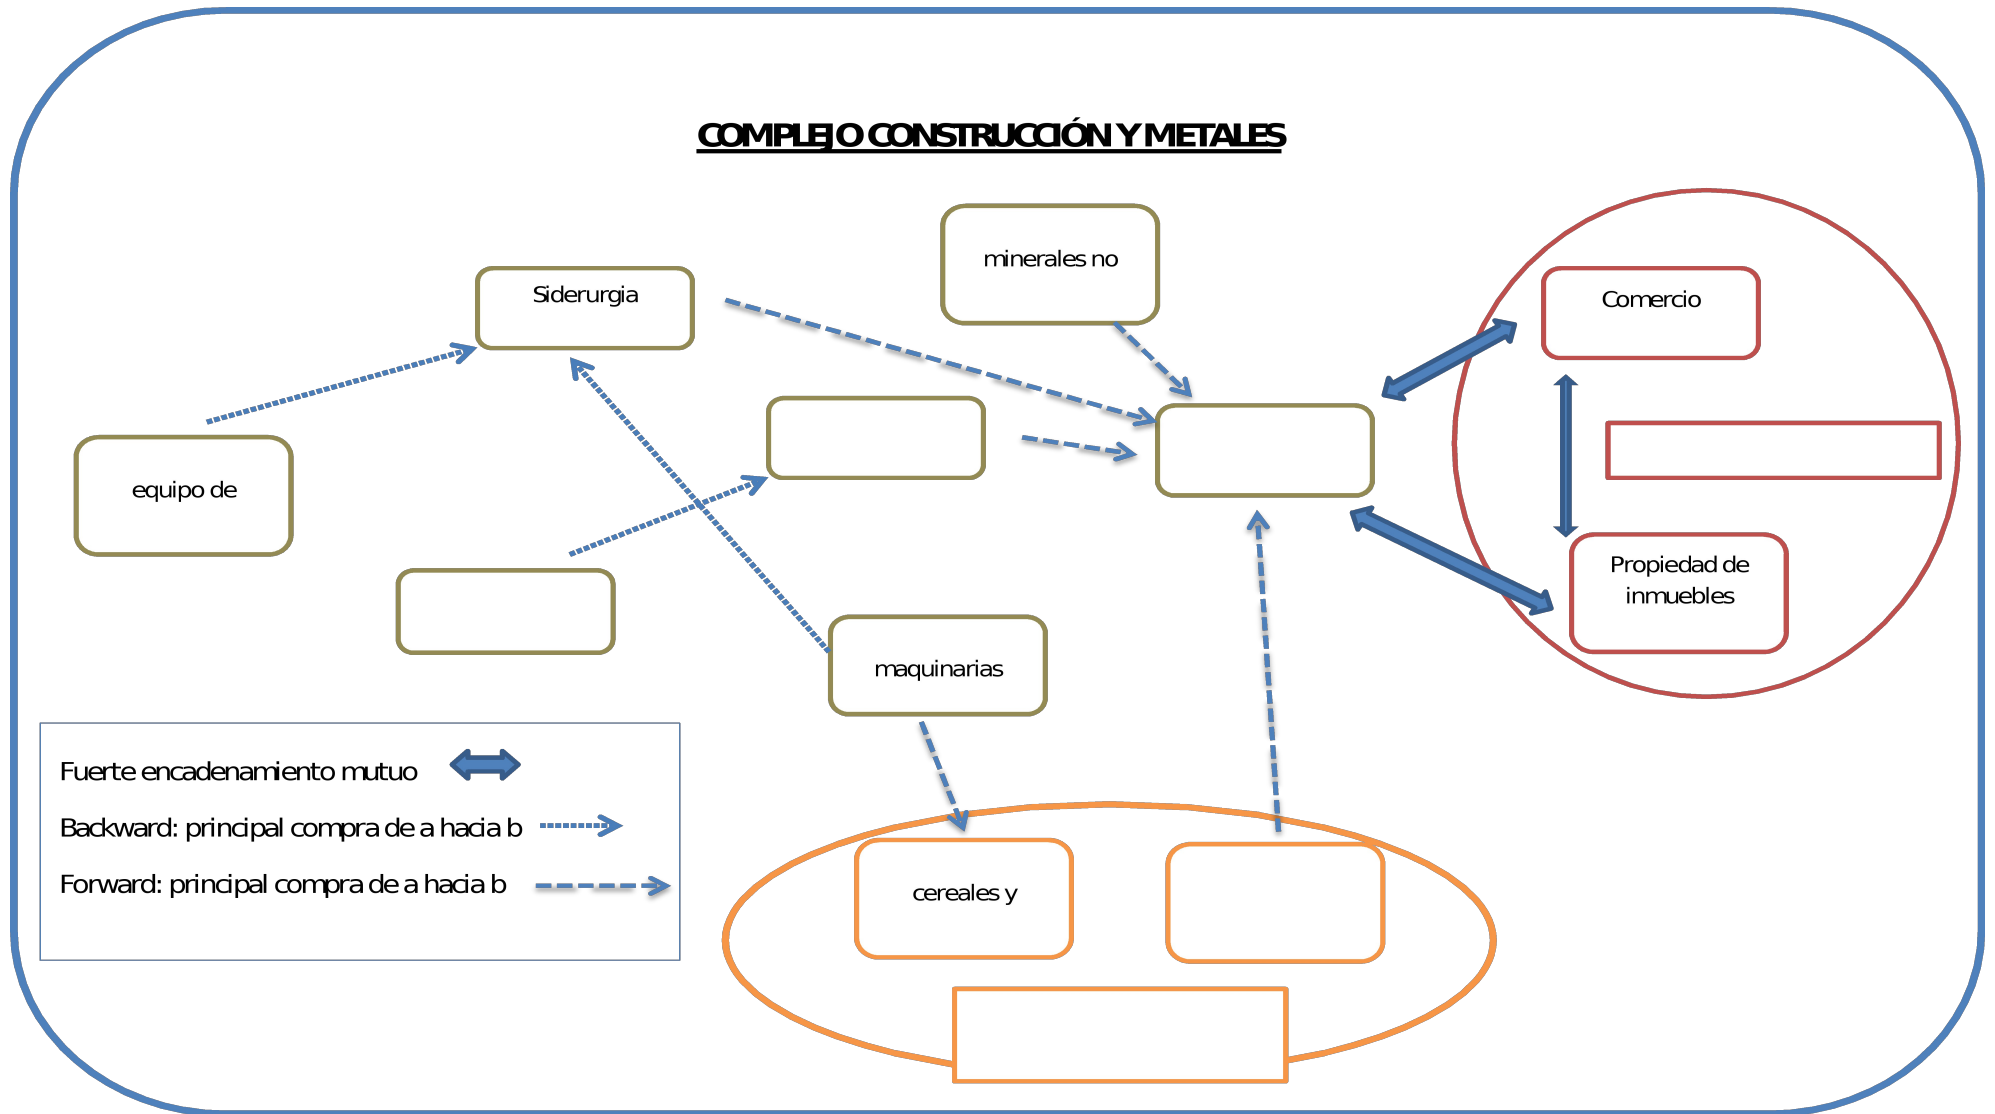 COMPLEJO CONSTRUCCIÓN Y METALES
minerales no
Siderurgia
Comercio
equipo de
Propiedad de
inmuebles
maquinarias
Fuerte encadenamiento mutuo
Backward: principal compra de a hacia b
Forward: principal compra de a hacia b
cereales y